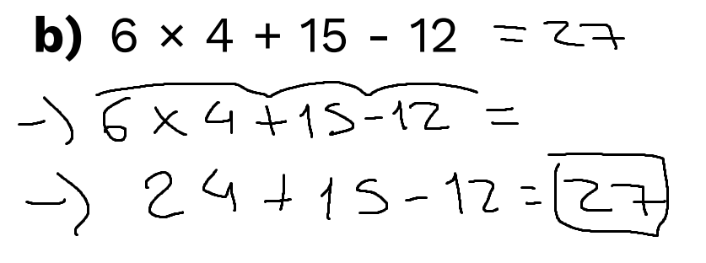 b) 6 × 4 + 15 - 12 = 27
→ 6 × 4 + 15 - 12 =
→ 24 + 15 - 12 = 27